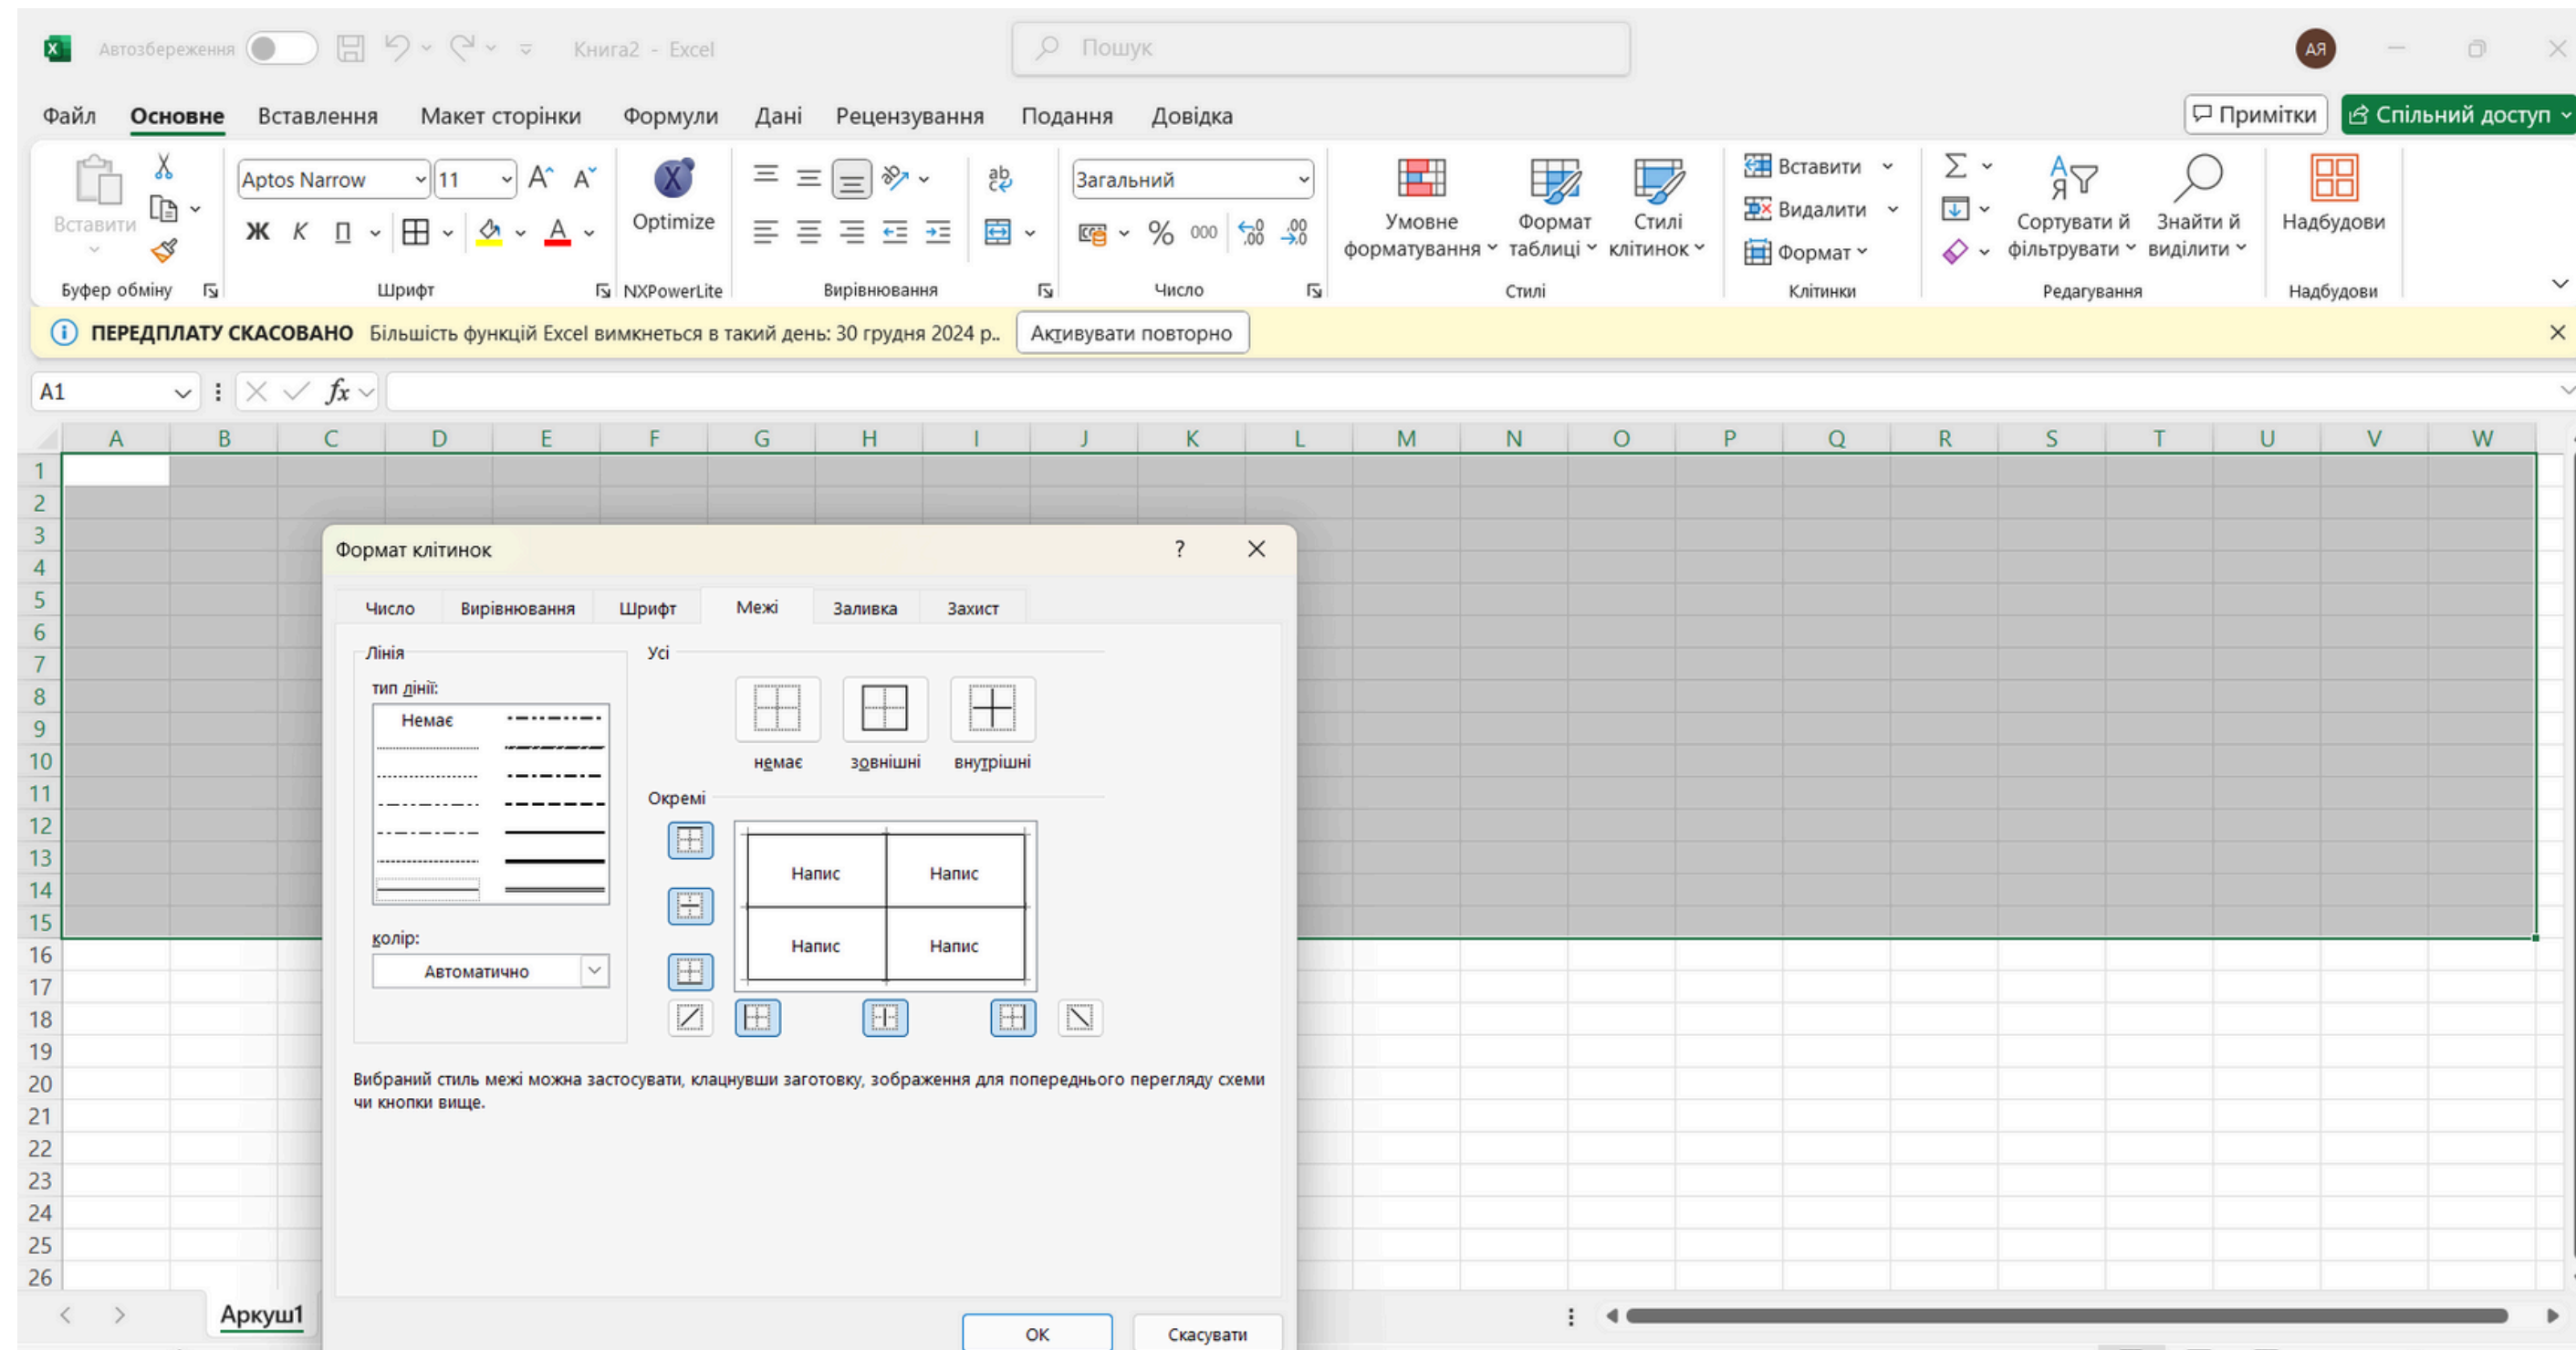 Автозбереження Книга2 - Excel Пошук АЯ
Файл Основне Вставлення Макет сторінки Формули Дані Рецензування Подання Довідка Примітки Спільний доступ
Вставити
Буфер обміну
Aptos Narrow 11
Ж К П А
Шрифт
Optimize
NXPowerLite
Вирівнювання
Загальний
% 000
Число
Умовне форматування
Формат таблиці
Стилі клітинок
Стилі
Вставити
Видалити
Формат
Клітинки
Сортувати й фільтрувати
Знайти й виділити
Редагування
Надбудови
Надбудови
ПЕРЕДПЛАТУ СКАСОВАНО Більшість функцій Excel вимкнеться в такий день: 30 грудня 2024 р.. Активувати повторно
A1 fx
A B C D E F G H I J K L M N O P Q R S T U V W
1
2
3
4
5
6
7
8
9
10
11
12
13
14
15
16
17
18
19
20
21
22
23
24
25
26
Формат клітинок ?
Число Вирівнювання Шрифт Межі Заливка Захист
Лінія
тип лінії:
Немає
колір:
Автоматично
Усі
немає зовнішні внутрішні
Окремі
Напис Напис
Напис Напис
Вибраний стиль межі можна застосувати, клацнувши заготовку, зображення для попереднього перегляду схеми
чи кнопки вище.
ОК Скасувати
Аркуш1